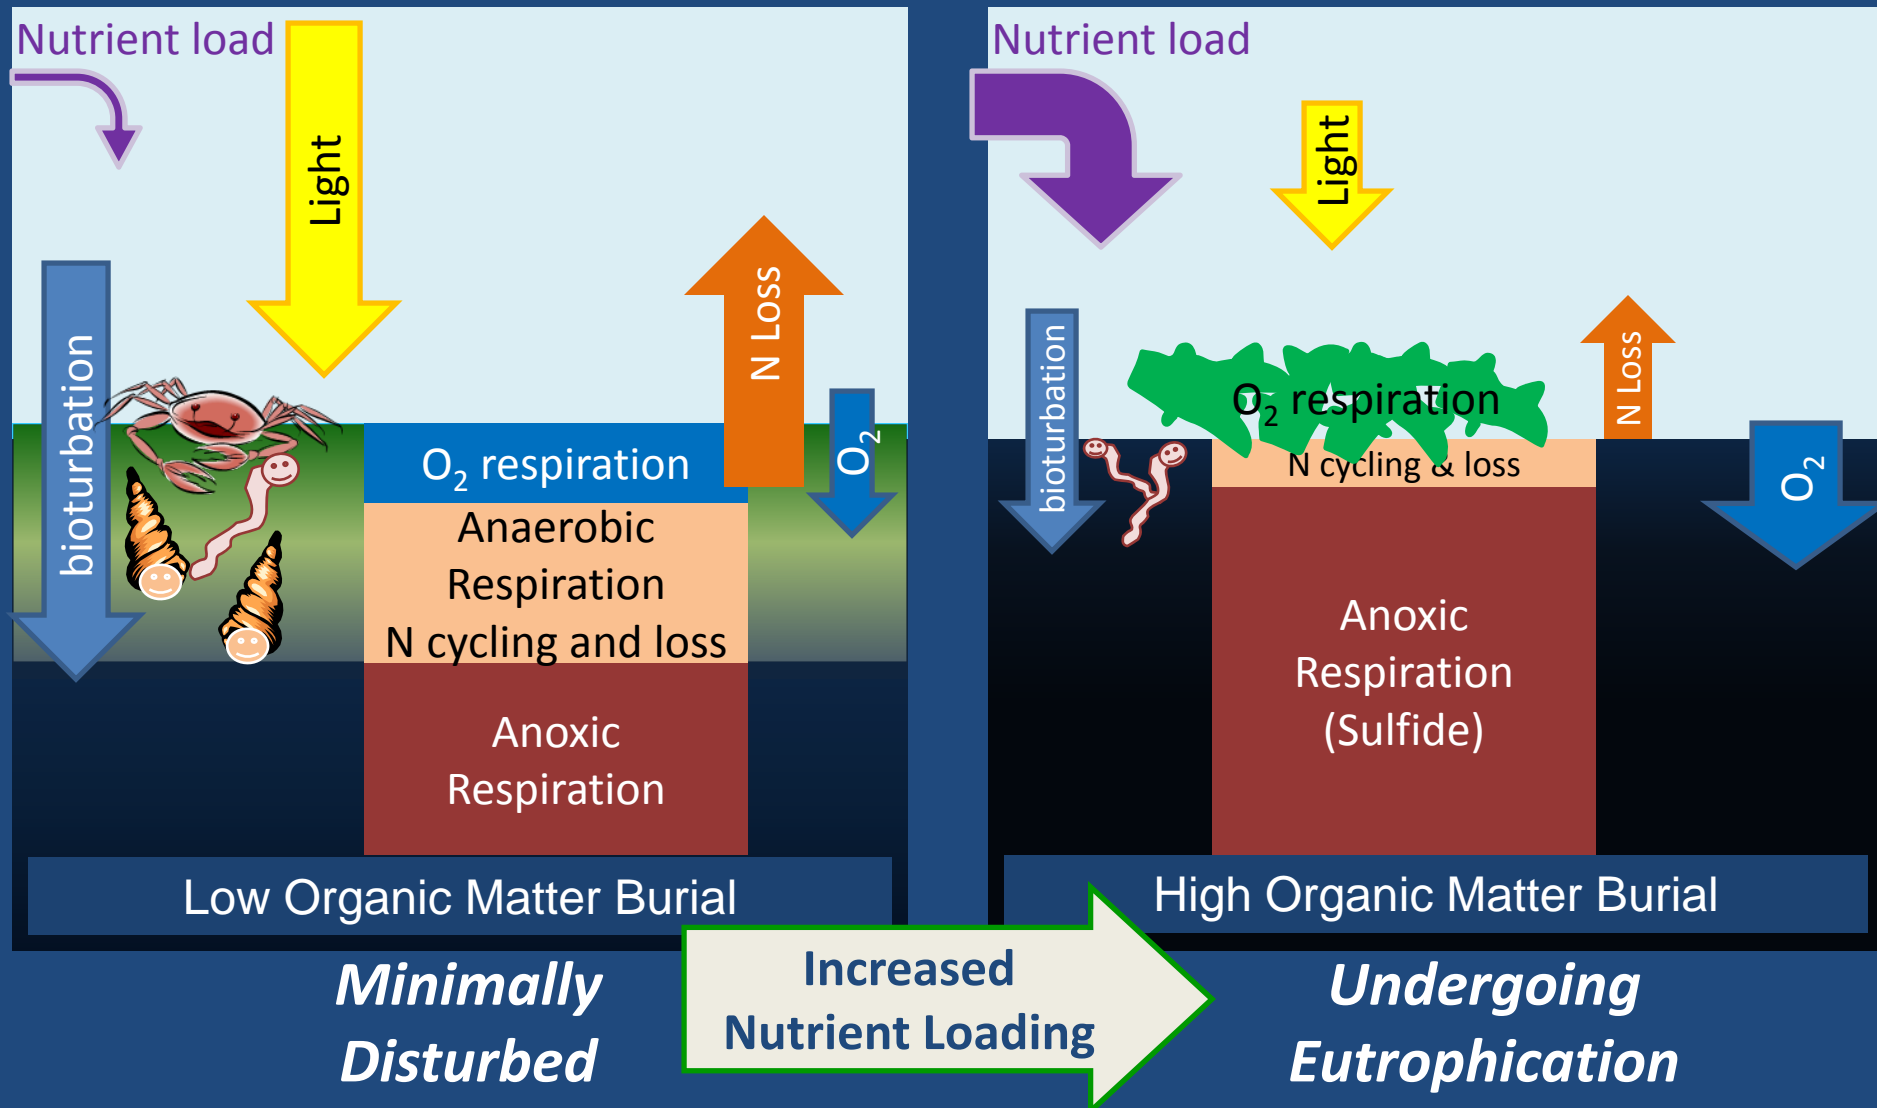 Nutrient load
Light
bioturbation
N Loss
O₂
O₂ respiration
Anaerobic
Respiration
N cycling and loss
Anoxic
Respiration
Low Organic Matter Burial
Minimally
Disturbed
Increased
Nutrient Loading
Nutrient load
Light
bioturbation
N Loss
O₂
O₂ respiration
N cycling & loss
Anoxic
Respiration
(Sulfide)
High Organic Matter Burial
Undergoing
Eutrophication